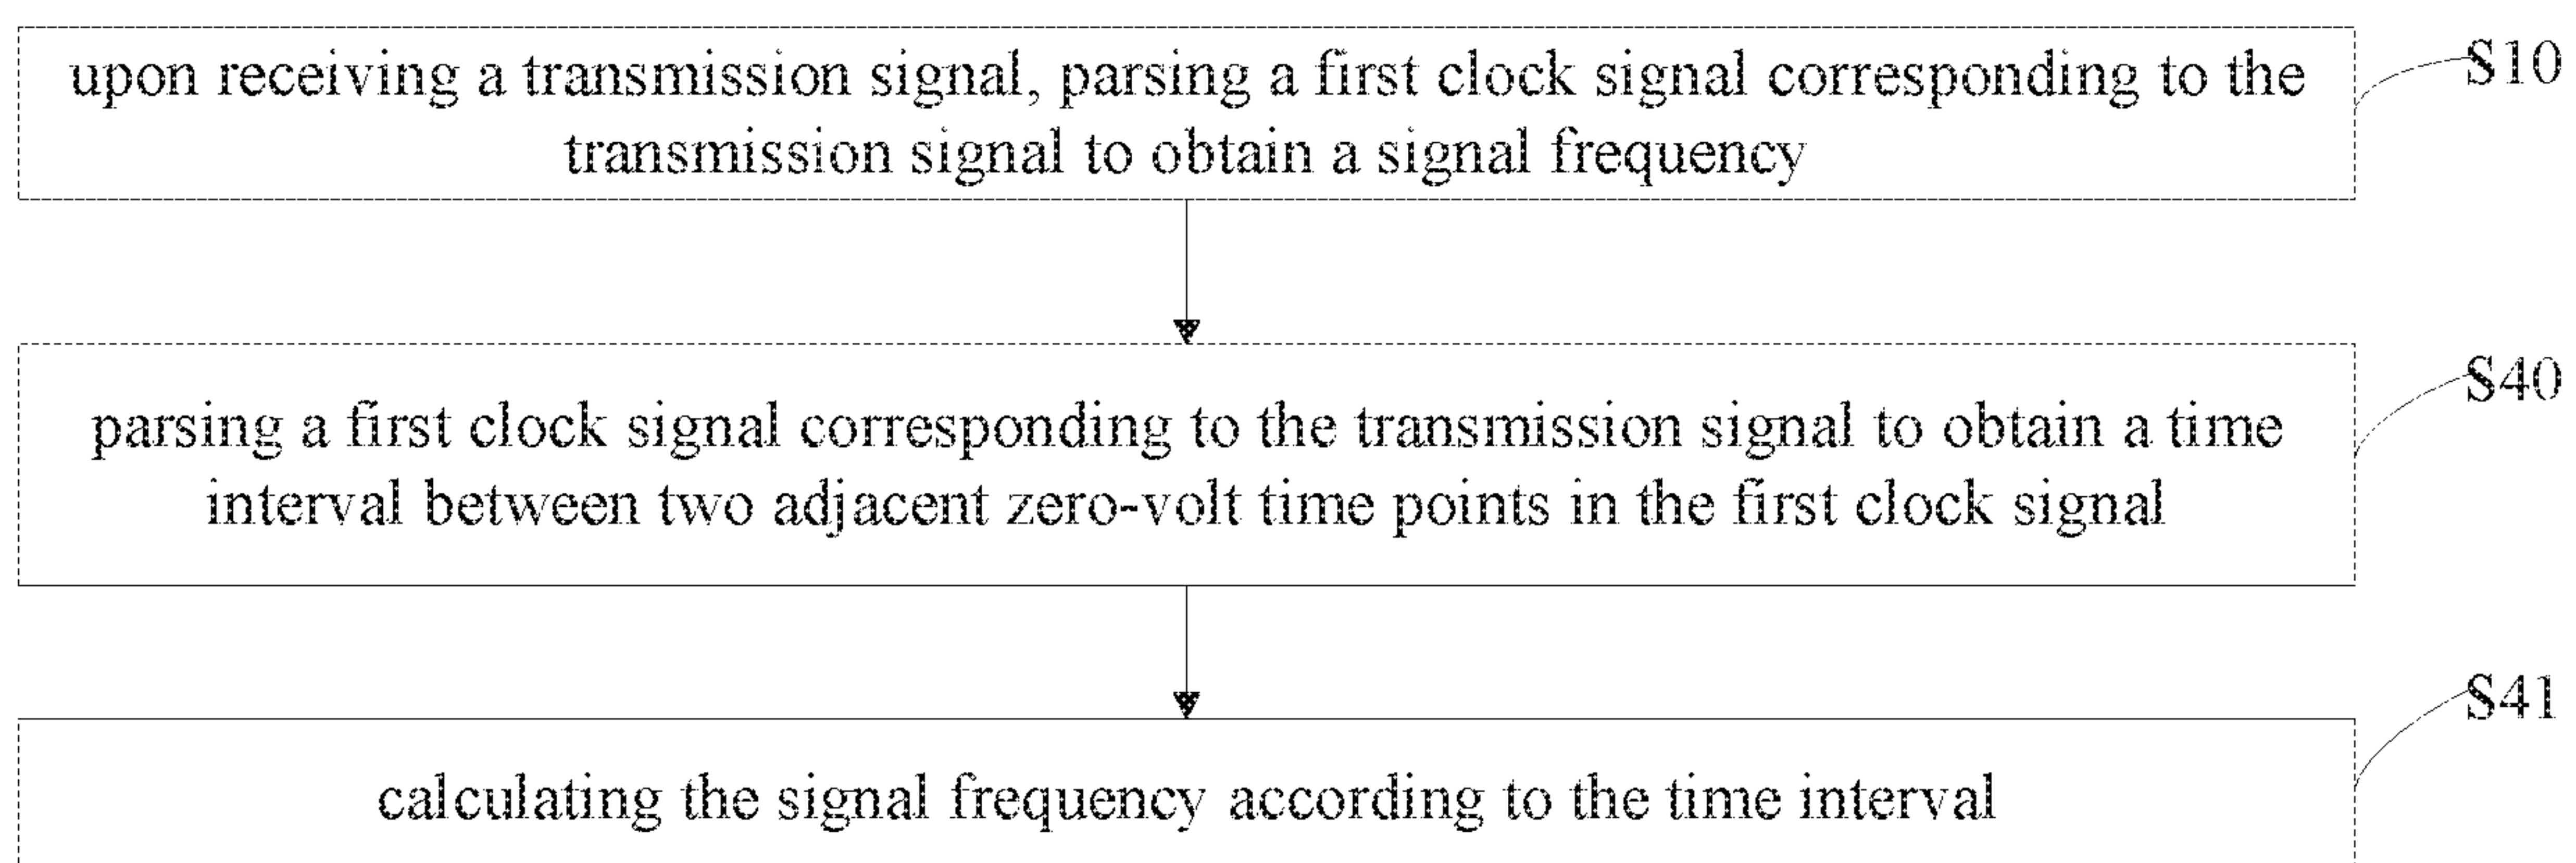 upon receiving a transmission signal, parsing a first clock signal corresponding to the
transmission signal to obtain a signal frequency
S10
parsing a first clock signal corresponding to the transmission signal to obtain a time
interval between two adjacent zero-volt time points in the first clock signal
S40
calculating the signal frequency according to the time interval
S41